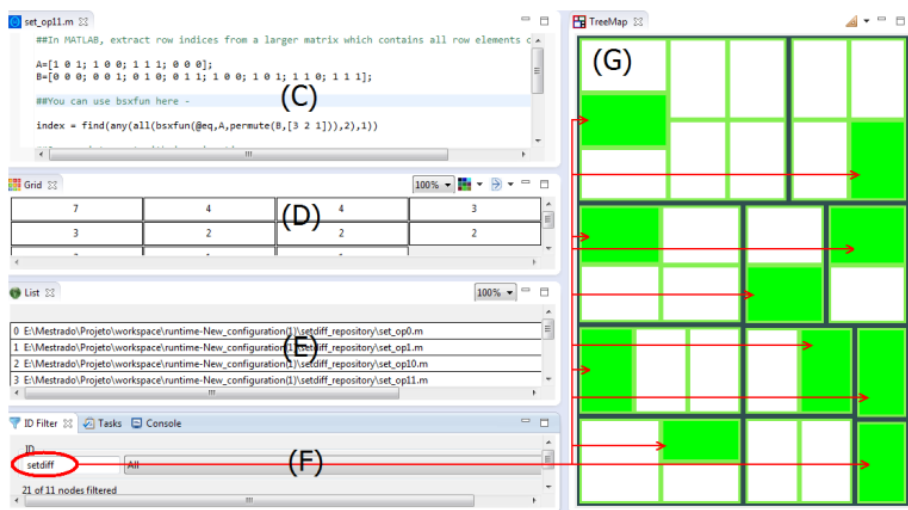 set_op11.m
##In MATLAB, extract row indices from a larger matrix which contains all row elements c
A=[1 0 1; 1 0 0; 1 1 1; 0 0 0];
B=[0 0 0; 0 0 1; 0 1 0; 0 1 1; 1 0 0; 1 0 1; 1 1 0; 1 1 1];
##You can use bsxfun here -
(C)
index = find(any(all(bsxfun(@eq,A,permute(B,[3 2 1])),2),1))
Grid
100%
7 4 4 3
(D)
3 2 2 2
List
100%
0 E:\Mestrado\Projeto\workspace\runtime-New_configuration(1)\setdiff_repository\set_op0.m
1 E:\Mestrado\Projeto\workspace\runtime-New_configuration(1)\setdiff_repository\set_op1.m
(E)
2 E:\Mestrado\Projeto\workspace\runtime-New_configuration(1)\setdiff_repository\set_op10.m
3 E:\Mestrado\Projeto\workspace\runtime-New_configuration(1)\setdiff_repository\set_op11.m
ID Filter Tasks Console
ID
setdiff All
(F)
21 of 11 nodes filtered
TreeMap
(G)